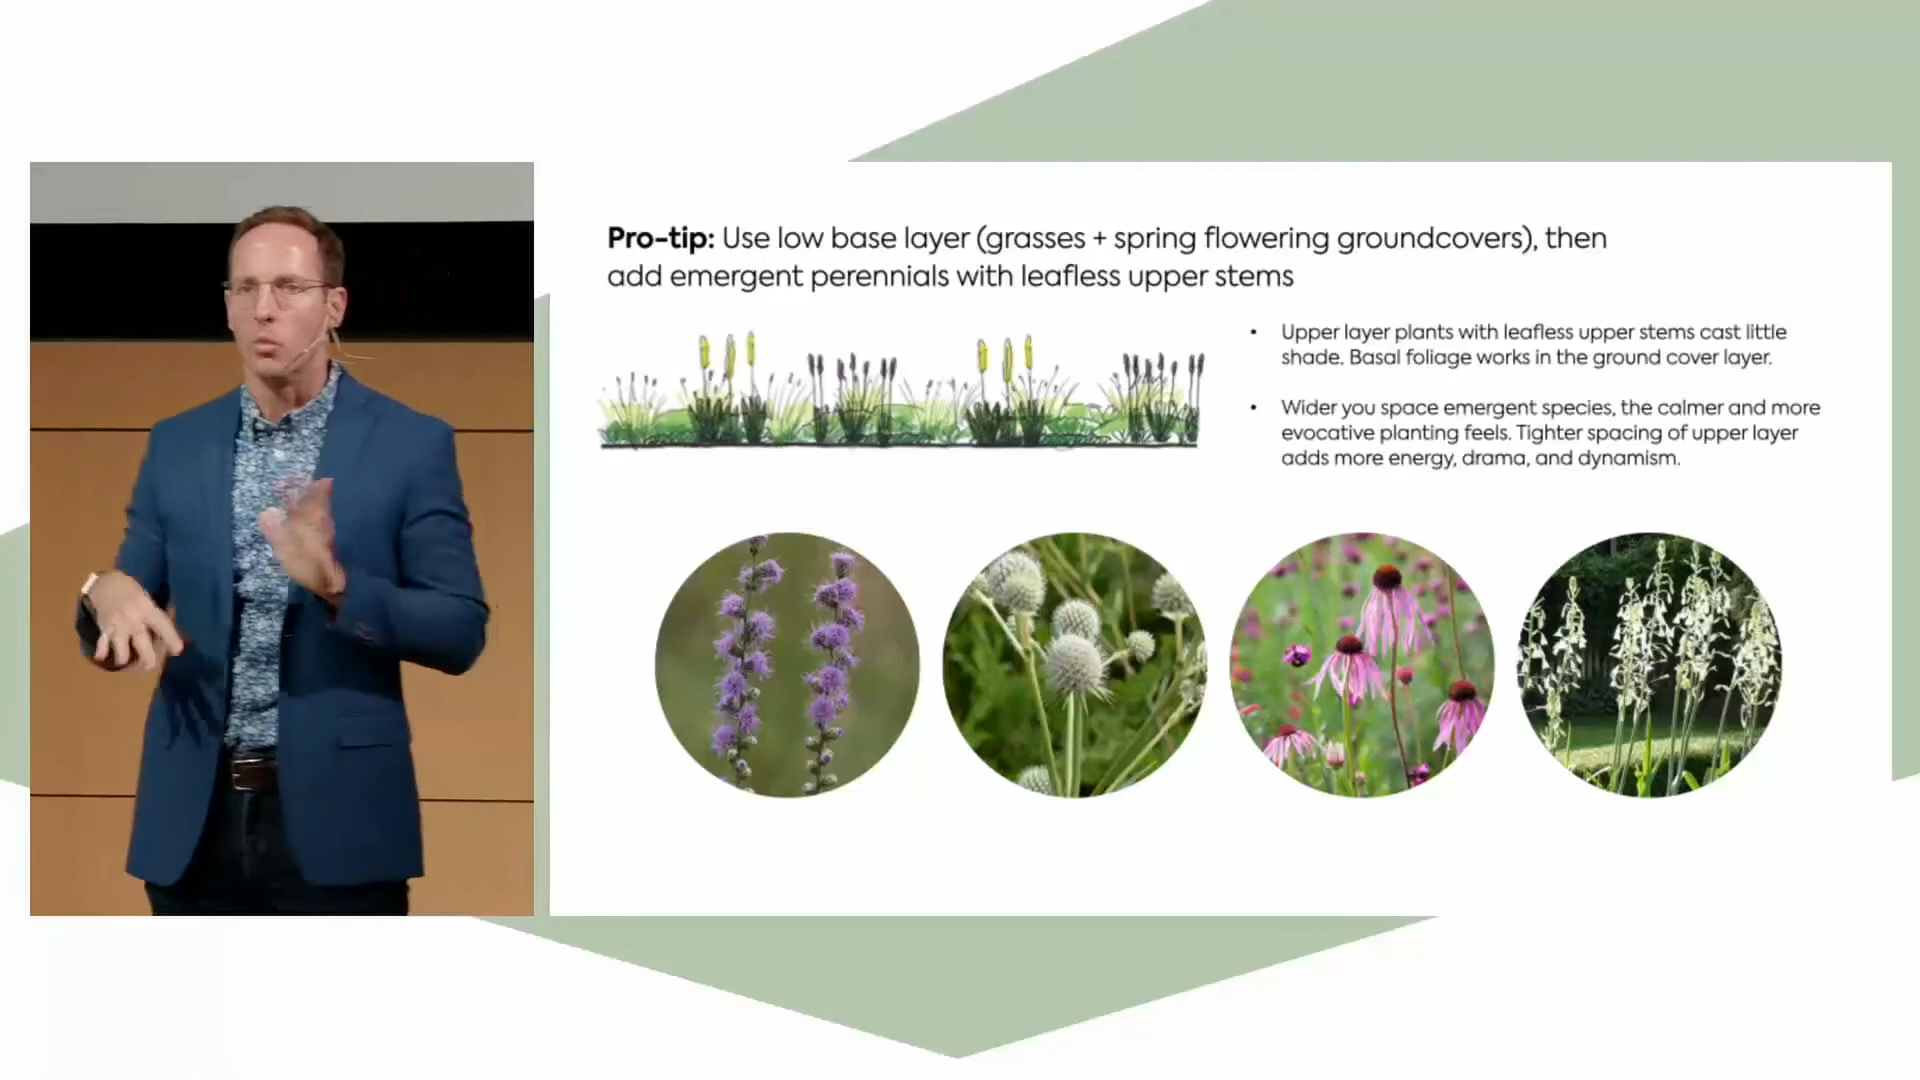 Pro-tip: Use low base layer (grasses + spring flowering groundcovers), then
add emergent perennials with leafless upper stems
• Upper layer plants with leafless upper stems cast little
shade. Basal foliage works in the ground cover layer.
• Wider you space emergent species, the calmer and more
evocative planting feels. Tighter spacing of upper layer
adds more energy, drama, and dynamism.